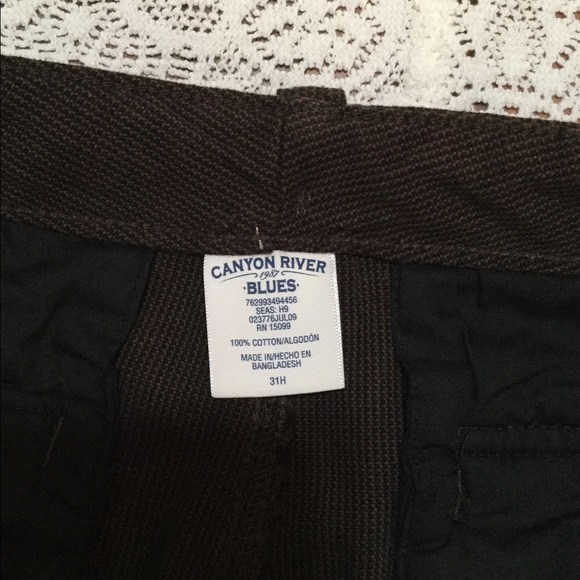 CANYON RIVER
1987
·BLUES·
762993494456
SEAS: H9
023776JUL09
RN 15099
100% COTTON/ALGODÓN
MADE IN/HECHO EN
BANGLADESH
31H